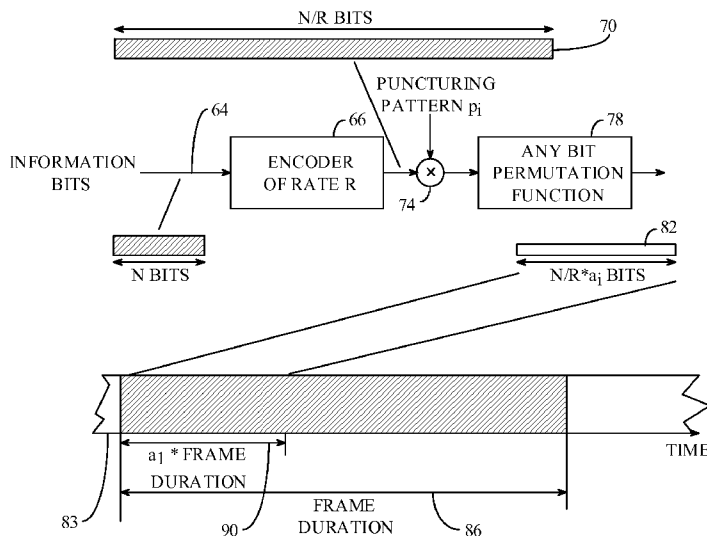 N/R BITS
70
PUNCTURING
PATTERN pi
64
66
78
INFORMATION
BITS
ENCODER
OF RATE R
×
74
ANY BIT
PERMUTATION
FUNCTION
82
N BITS
N/R*ai BITS
a1 * FRAME
DURATION
TIME
83
90
FRAME
DURATION
86